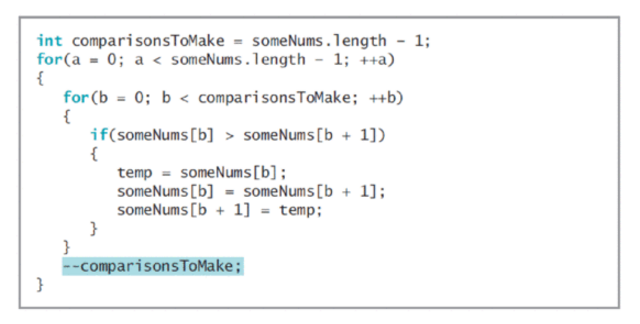 int comparisonsToMake = someNums.length - 1;
for(a = 0; a < someNums.length - 1; ++a)
{
   for(b = 0; b < comparisonsToMake; ++b)
   {
      if(someNums[b] > someNums[b + 1])
      {
         temp = someNums[b];
         someNums[b] = someNums[b + 1];
         someNums[b + 1] = temp;
      }
   }
   --comparisonsToMake;
}